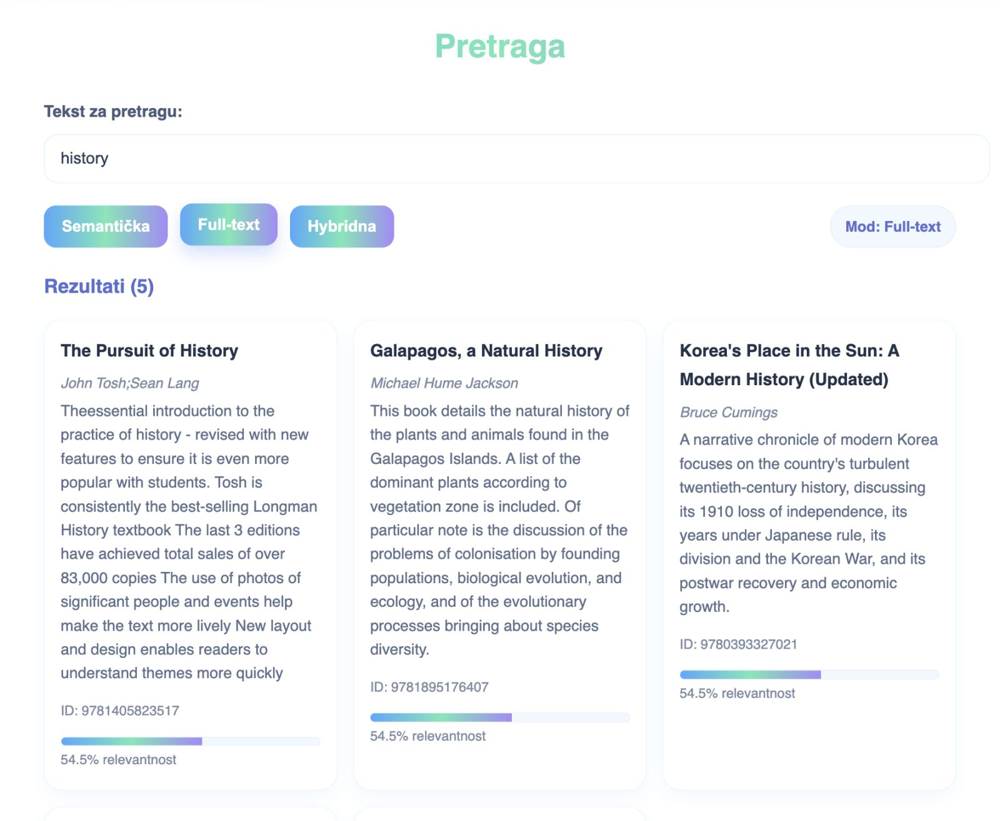 Pretraga
Tekst za pretragu:
history
Semantička
Full-text
Hybridna
Mod: Full-text
Rezultati (5)
The Pursuit of History
John Tosh;Sean Lang
Theessential introduction to the
practice of history - revised with new
features to ensure it is even more
popular with students. Tosh is
consistently the best-selling Longman
History textbook The last 3 editions
have achieved total sales of over
83,000 copies The use of photos of
significant people and events help
make the text more lively New layout
and design enables readers to
understand themes more quickly
ID: 9781405823517
54.5% relevantnost
Galapagos, a Natural History
Michael Hume Jackson
This book details the natural history of
the plants and animals found in the
Galapagos Islands. A list of the
dominant plants according to
vegetation zone is included. Of
particular note is the discussion of the
problems of colonisation by founding
populations, biological evolution, and
ecology, and of the evolutionary
processes bringing about species
diversity.
ID: 9781895176407
54.5% relevantnost
Korea's Place in the Sun: A
Modern History (Updated)
Bruce Cumings
A narrative chronicle of modern Korea
focuses on the country's turbulent
twentieth-century history, discussing
its 1910 loss of independence, its
years under Japanese rule, its
division and the Korean War, and its
postwar recovery and economic
growth.
ID: 9780393327021
54.5% relevantnost